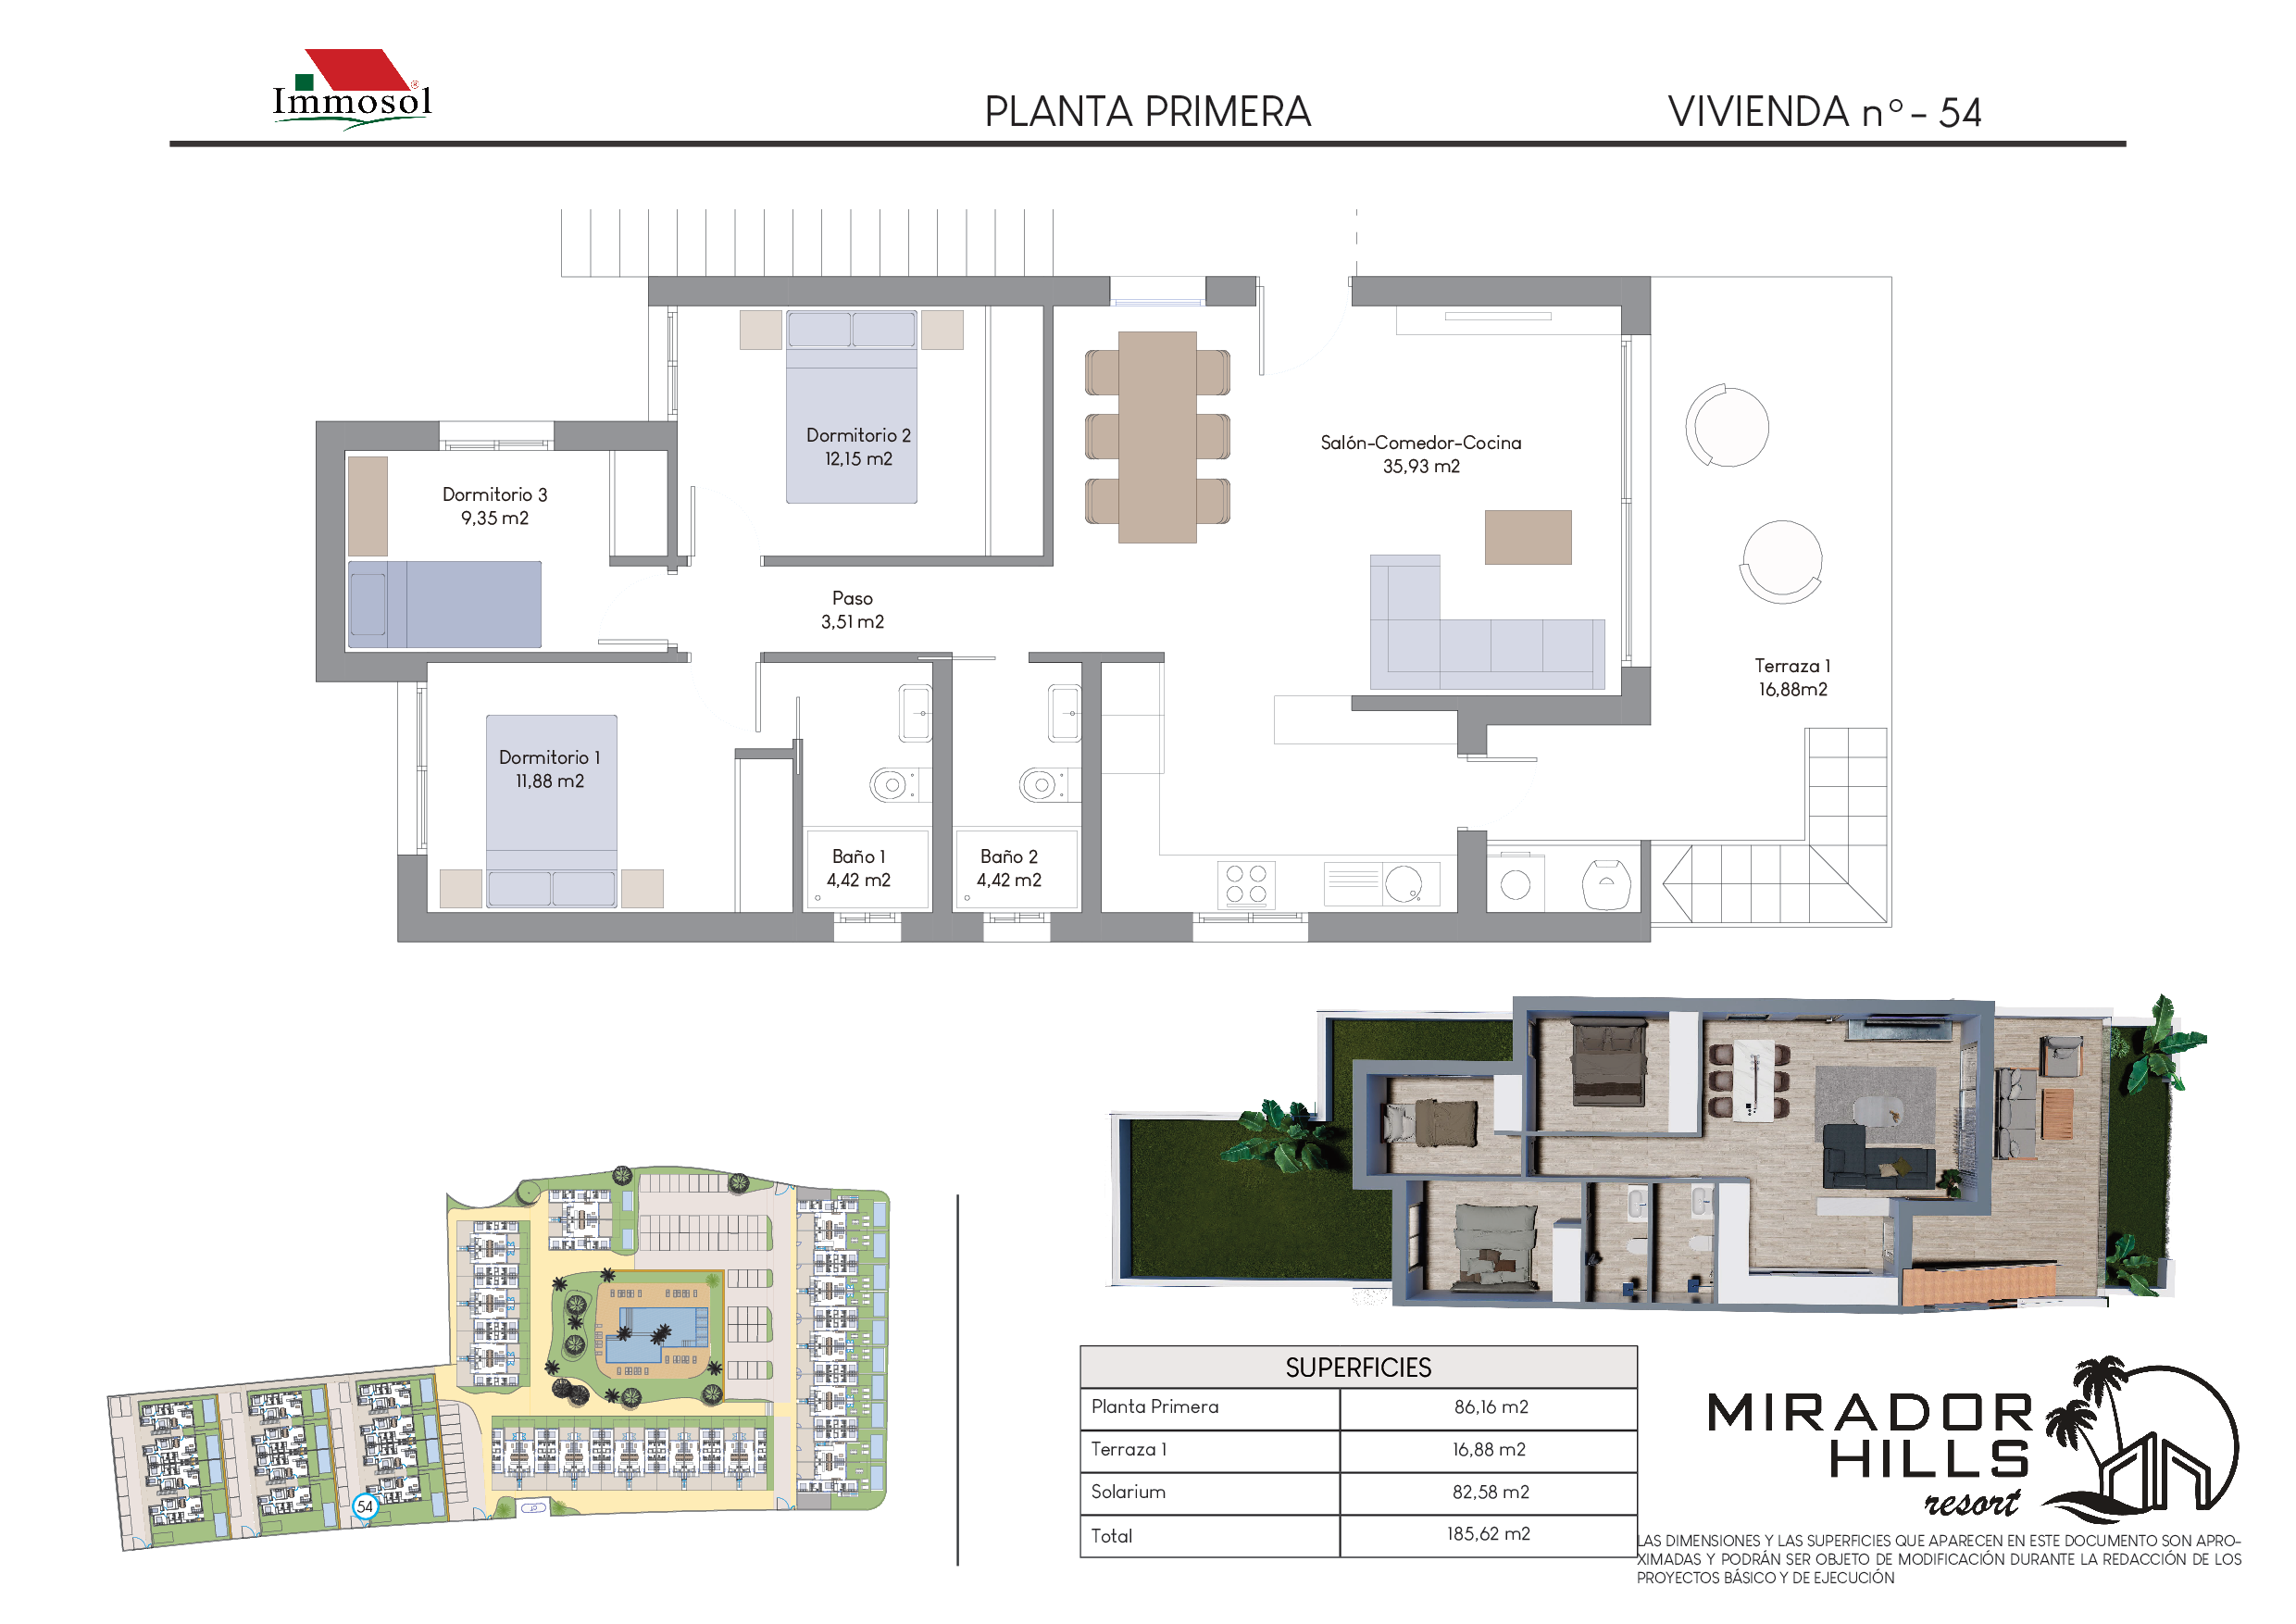 Immosol
PLANTA PRIMERA
VIVIENDA nº - 54
Dormitorio 2
12,15 m2
Salón-Comedor-Cocina
35,93 m2
Dormitorio 3
9,35 m2
Paso
3,51 m2
Terraza 1
16,88m2
Dormitorio 1
11,88 m2
Baño 1
4,42 m2
Baño 2
4,42 m2
54
SUPERFICIES
Planta Primera 86,16 m2
Terraza 1 16,88 m2
Solarium 82,58 m2
Total 185,62 m2
MIRADOR
HILLS
resort
LAS DIMENSIONES Y LAS SUPERFICIES QUE APARECEN EN ESTE DOCUMENTO SON APRO-
XIMADAS Y PODRÁN SER OBJETO DE MODIFICACIÓN DURANTE LA REDACCIÓN DE LOS
PROYECTOS BÁSICO Y DE EJECUCIÓN